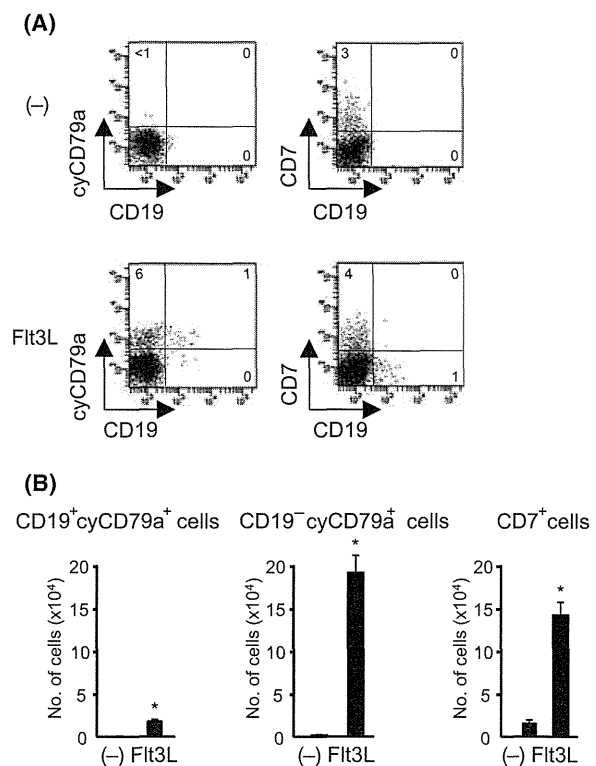 (A)
<1 0
0
3 0
0
(–)
cyCD79a
CD19
CD7
CD19
6 1
0
4 0
1
Flt3L
cyCD79a
CD19
CD7
CD19
(B)
CD19+cyCD79a+ cells
CD19–cyCD79a+ cells
CD7+cells
No. of cells (x10⁴)
20
15
10
5
0
*
(–) Flt3L
No. of cells (x10⁴)
20
15
10
5
0
*
(–) Flt3L
No. of cells (x10⁴)
20
15
10
5
0
*
(–) Flt3L